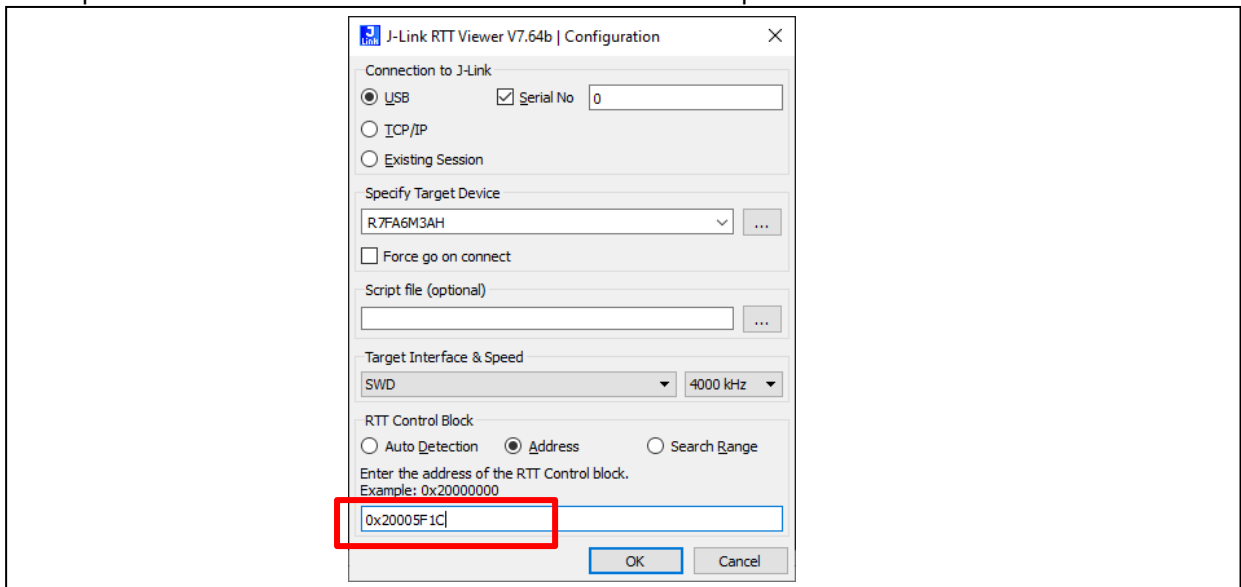 J-Link RTT Viewer V7.64b | Configuration
Connection to J-Link
USB Serial No 0
TCP/IP
Existing Session
Specify Target Device
R7FA6M3AH ...
Force go on connect
Script file (optional)
...
Target Interface & Speed
SWD 4000 kHz
RTT Control Block
Auto Detection Address Search Range
Enter the address of the RTT Control block.
Example: 0x20000000
0x20005F1C
OK Cancel